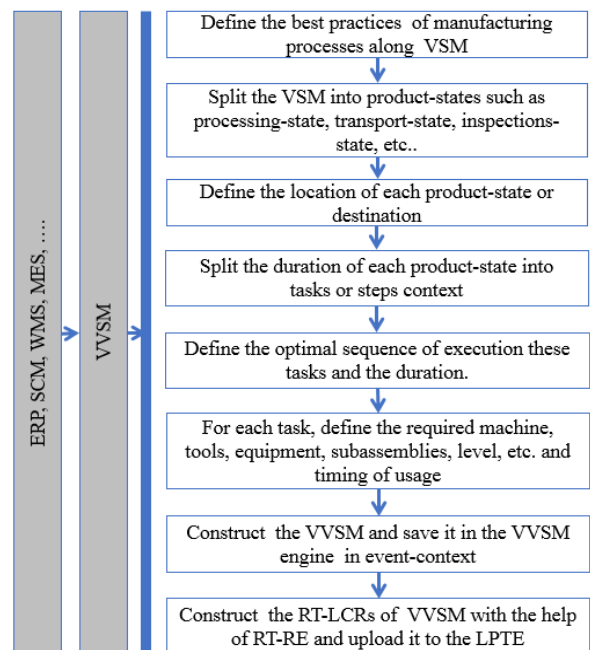 ERP, SCM, WMS, MES, ....
VVSM
Define the best practices of manufacturing
processes along VSM
Split the VSM into product-states such as
processing-state, transport-state, inspections-
state, etc..
Define the location of each product-state or
destination
Split the duration of each product-state into
tasks or steps context
Define the optimal sequence of execution these
tasks and the duration.
For each task, define the required machine,
tools, equipment, subassemblies, level, etc. and
timing of usage
Construct the VVSM and save it in the VVSM
engine in event-context
Construct the RT-LCRs of VVSM with the help
of RT-RE and upload it to the LPTE